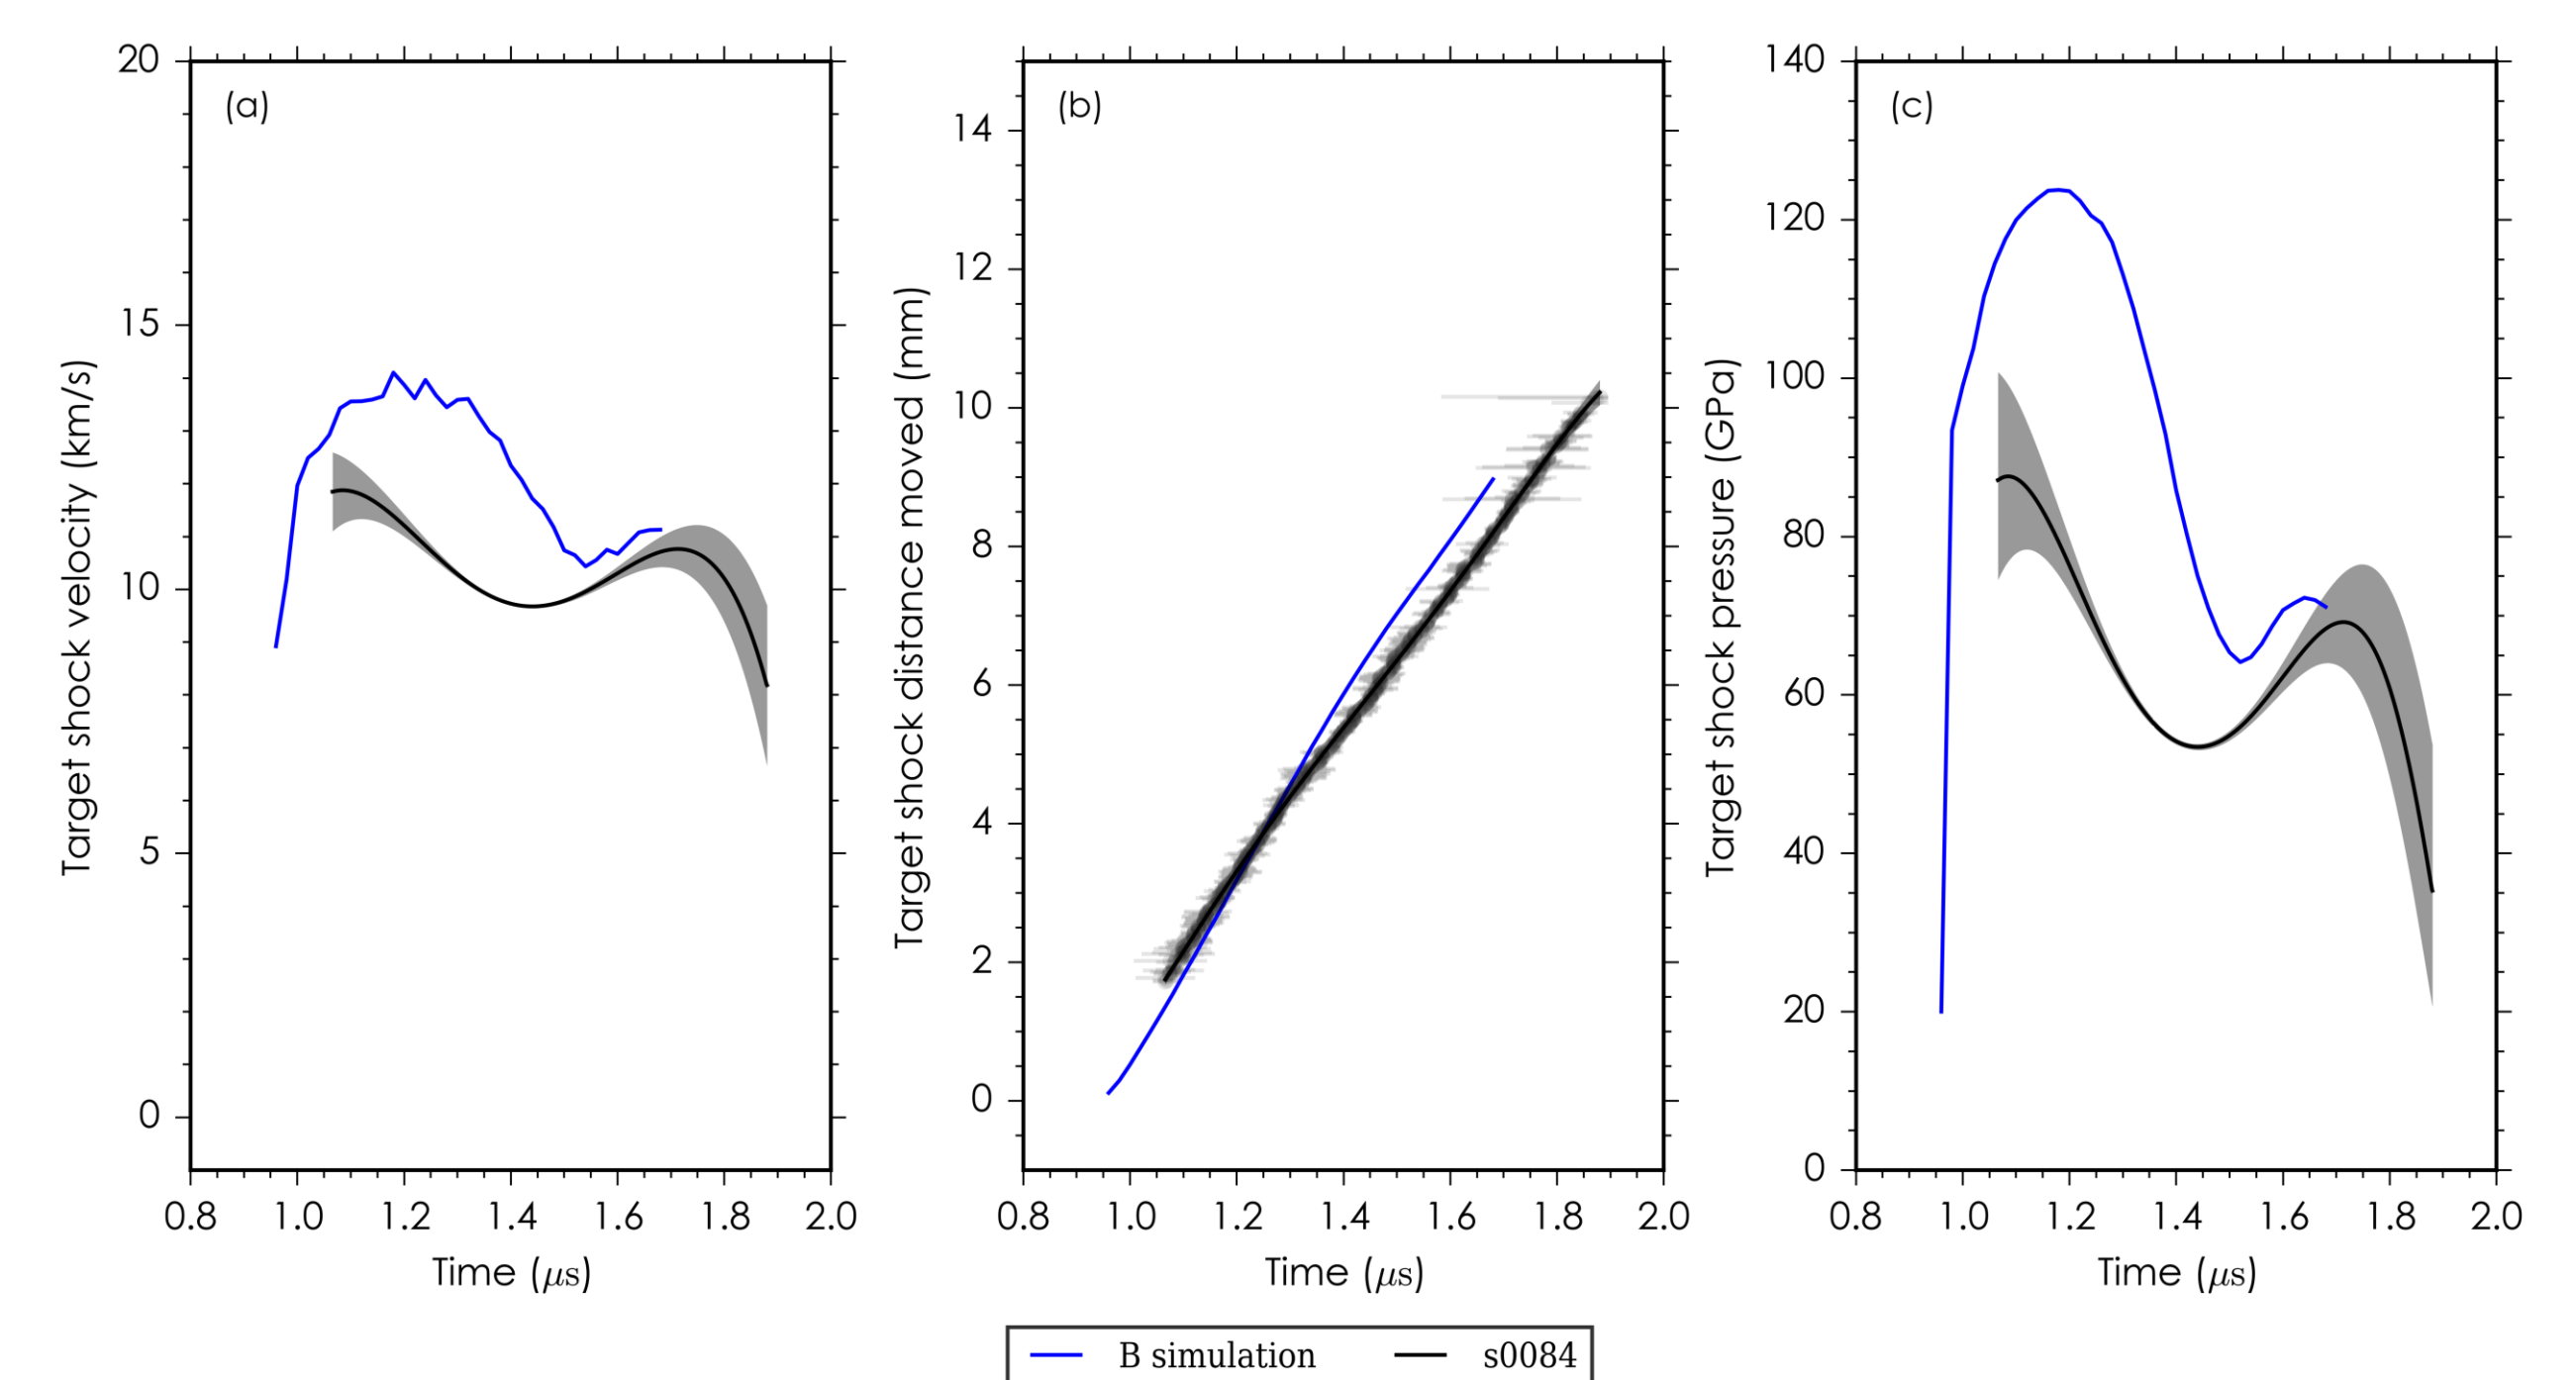 (a)
20
15
10
5
0
Target shock velocity (km/s)
0.8 1.0 1.2 1.4 1.6 1.8 2.0
Time (μs)
(b)
14
12
10
8
6
4
2
0
Target shock distance moved (mm)
0.8 1.0 1.2 1.4 1.6 1.8 2.0
Time (μs)
(c)
140
120
100
80
60
40
20
0
Target shock pressure (GPa)
0.8 1.0 1.2 1.4 1.6 1.8 2.0
Time (μs)
B simulation s0084